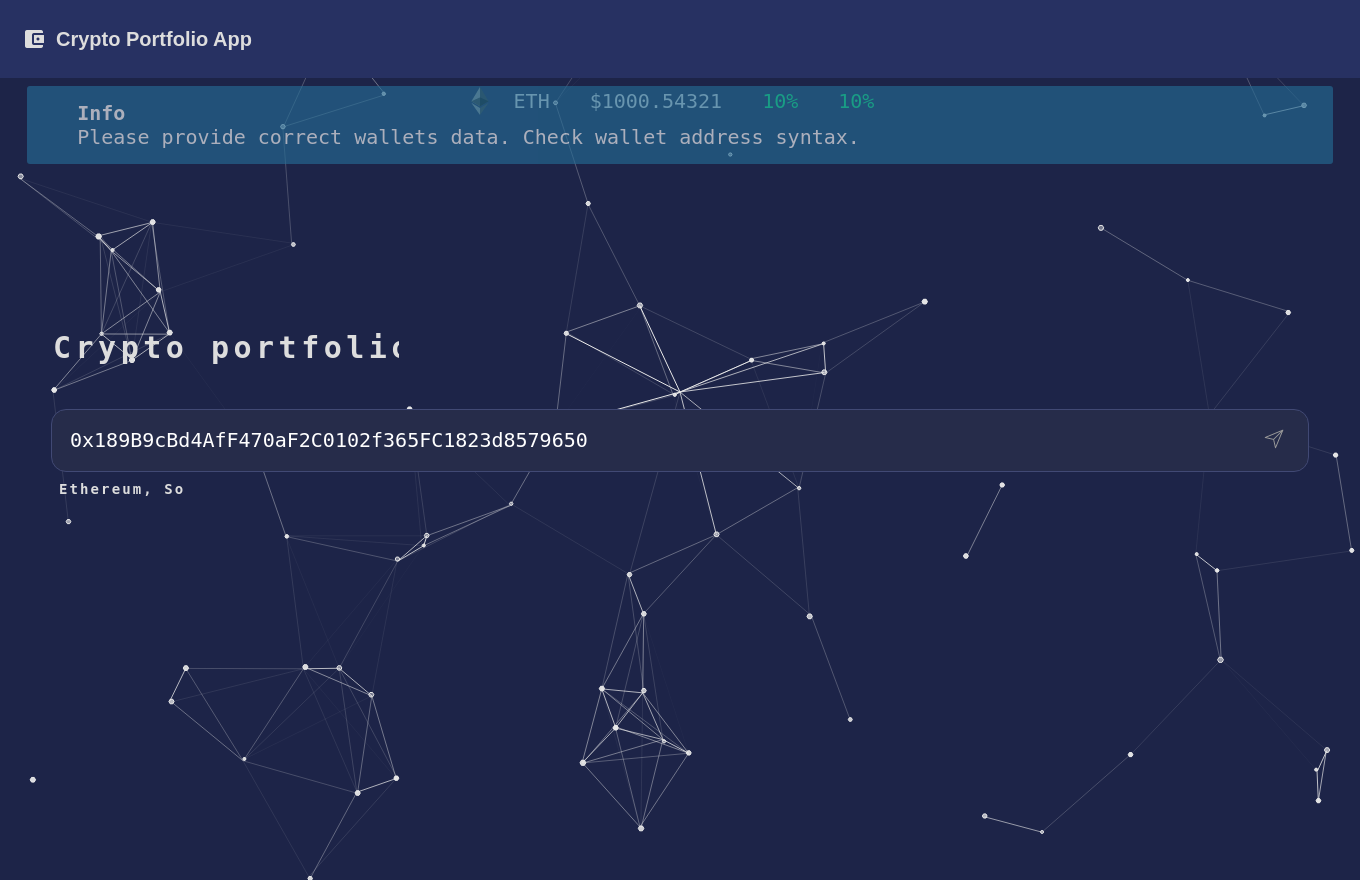 Crypto Portfolio App
ETH $1000.54321 10% 10%
Info
Please provide correct wallets data. Check wallet address syntax.
Crypto portfolio
0x189B9cBd4AfF470aF2C0102f365FC1823d8579650
Ethereum, So